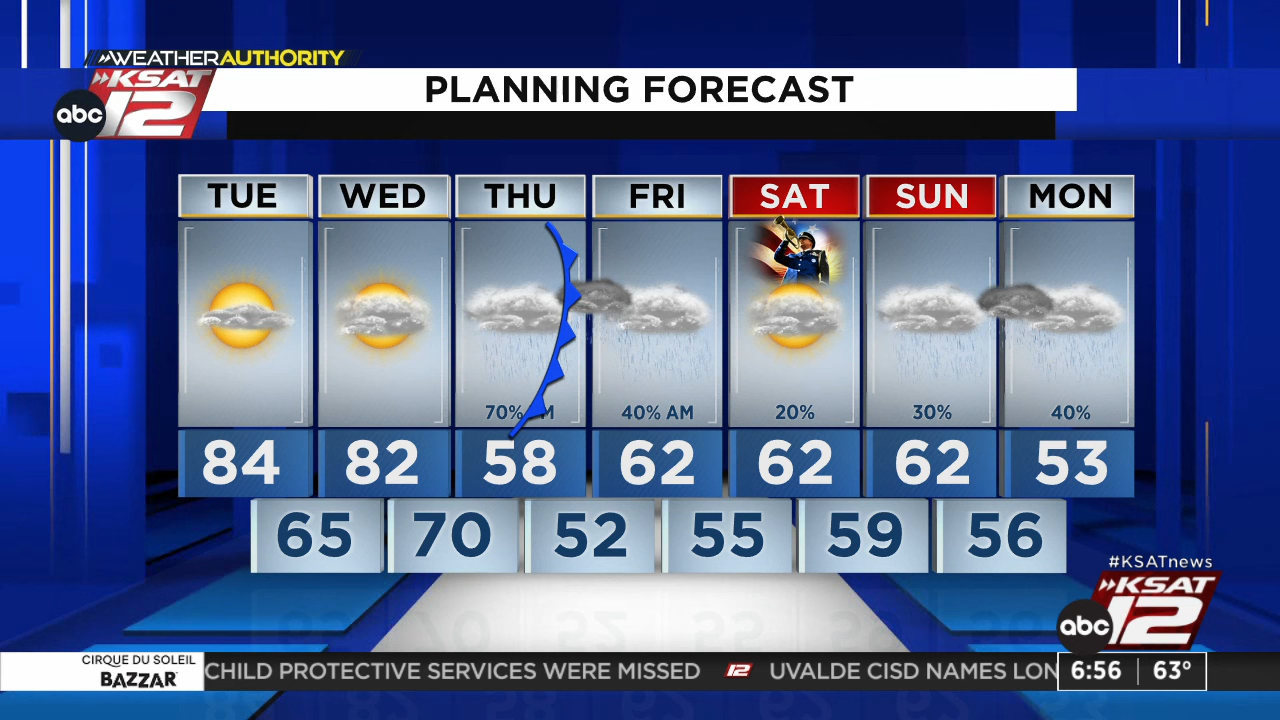 WEATHERAUTHORITY
KSAT
abc 12
PLANNING FORECAST
TUE WED THU FRI SAT SUN MON
70% 40% AM 20% 30% 40%
84 82 58 62 62 62 53
65 70 52 55 59 56
#KSATnews
KSAT
abc 12
CIRQUE DU SOLEIL
BAZZAR
CHILD PROTECTIVE SERVICES WERE MISSED 12 UVALDE CISD NAMES LON
6:56 63°